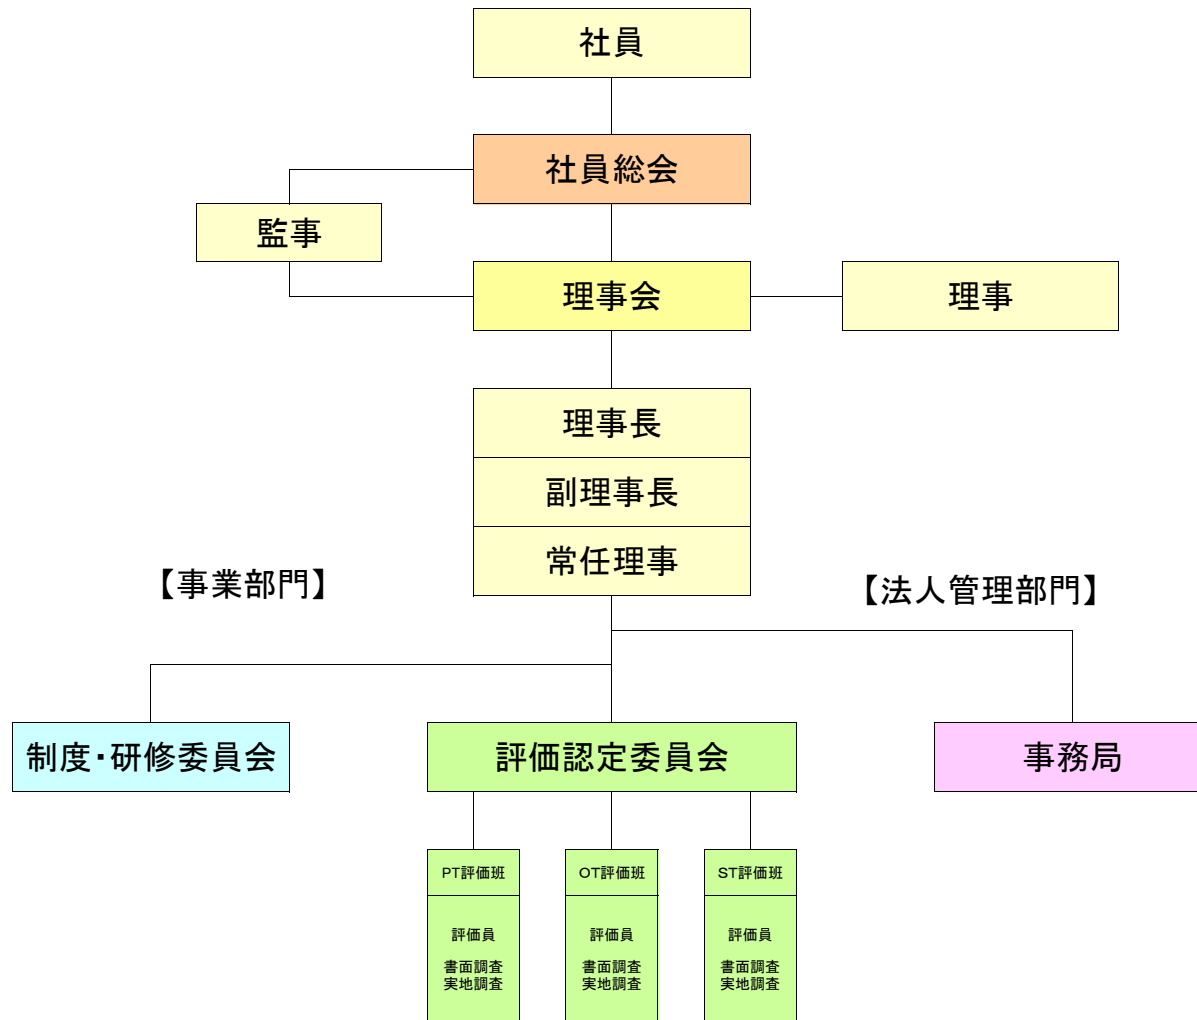 社員
社員総会
監事
理事会
理事
理事長
副理事長
常任理事
【事業部門】
【法人管理部門】
制度・研修委員会
評価認定委員会
事務局
PT評価班
評価員
書面調査
実地調査
OT評価班
評価員
書面調査
実地調査
ST評価班
評価員
書面調査
実地調査